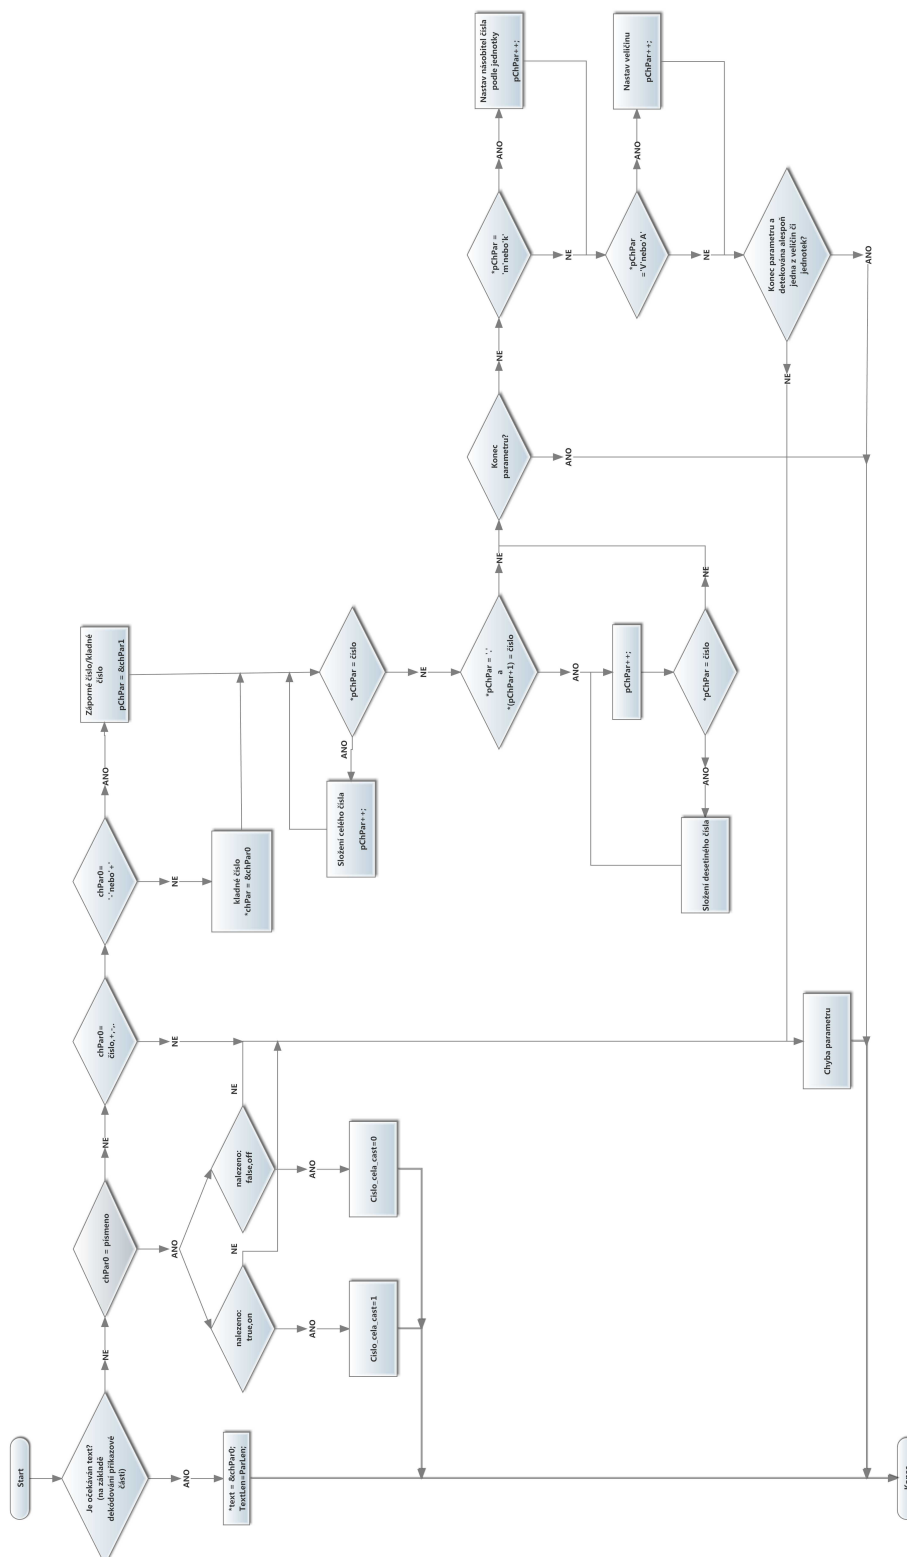 Start
Je očekáván text?
(na základě
dekódování příkazové
části)
ANO
*text = &chPar0;
TextLen=ParLen;
NE
chPar0 = písmeno
ANO
nalezeno:
true,on
NE
ANO
Cislo_cela_cast=1
nalezeno:
false,off
NE
ANO
Cislo_cela_cast=0
NE
chPar0=
číslo,+,-,.
NE
chPar0=
'-'nebo'+'
NE
kladné číslo
*chPar = &chPar0
ANO
Záporné číslo/kladné
číslo
pChPar = &chPar1
*pChPar = číslo
ANO
Složení celého čísla
pChPar++;
NE
*pChPar = '.'
a
*(pChPar+1) = číslo
ANO
pChPar++;
*pChPar = číslo
ANO
Složení desetiného čísla
NE
NE
Konec
parametru?
ANO
NE
*pChPar =
'm'nebo'k'
ANO
Nastav násobitel čísla
podle jednotky
pChPar++;
NE
*pChPar
='V'nebo'A'
ANO
Nastav veličinu
pChPar++;
NE
Konec parametru a
detekována alespoň
jedna z veličin či
jednotek?
NE
ANO
Chyba parametru